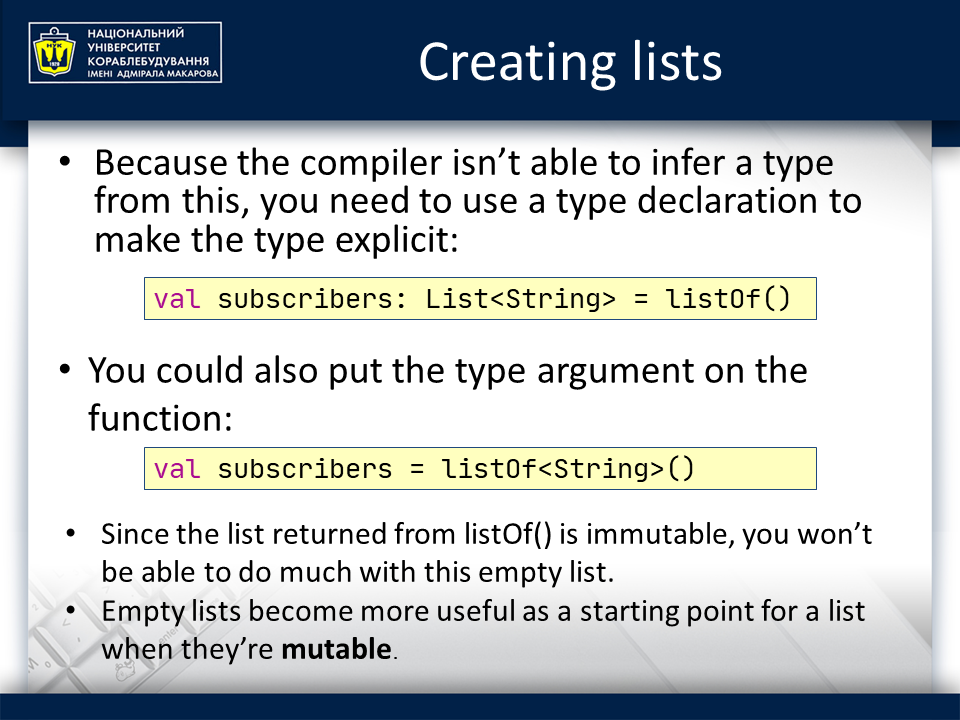 НАЦІОНАЛЬНИЙ
УНІВЕРСИТЕТ
КОРАБЛЕБУДУВАННЯ
ІМЕНІ АДМІРАЛА МАКАРОВА
НУК
1920
Creating lists
• Because the compiler isn’t able to infer a type
from this, you need to use a type declaration to
make the type explicit:
val subscribers: List<String> = listOf()
• You could also put the type argument on the
function:
val subscribers = listOf<String>()
• Since the list returned from listOf() is immutable, you won’t
be able to do much with this empty list.
• Empty lists become more useful as a starting point for a list
when they’re mutable.
enter